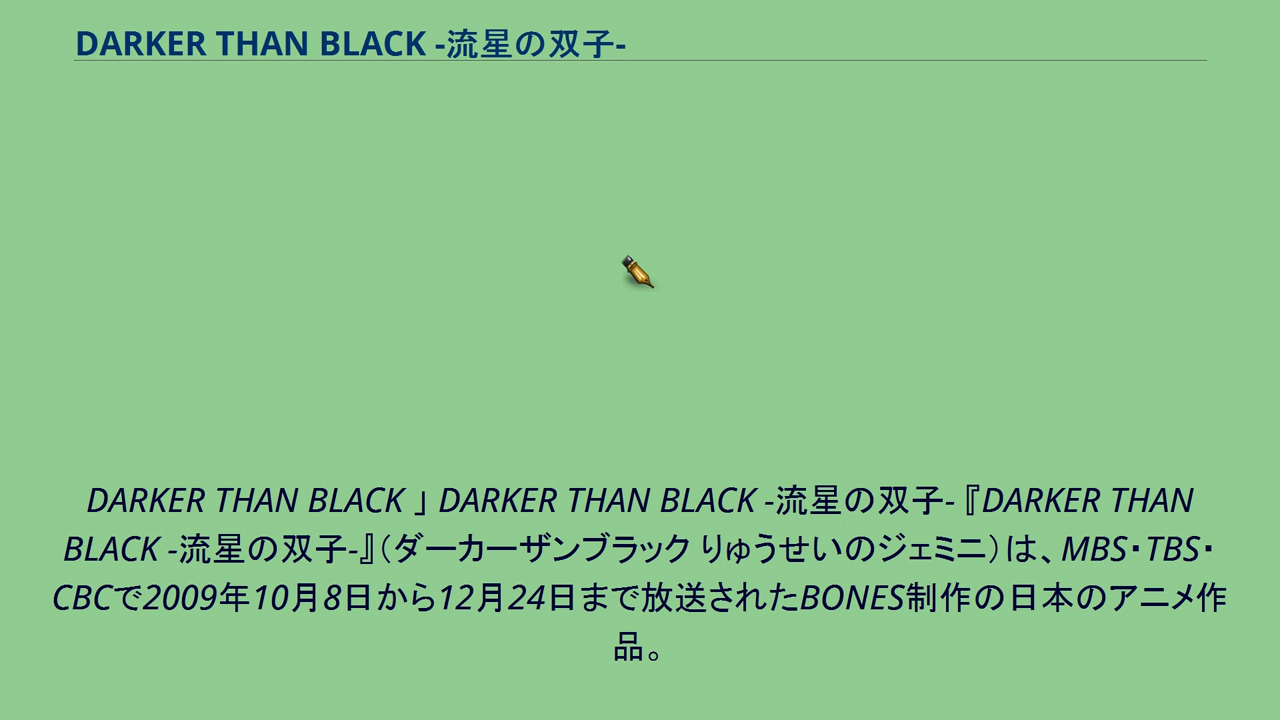 DARKER THAN BLACK -流星の双子-
DARKER THAN BLACK 」 DARKER THAN BLACK -流星の双子- 『DARKER THAN
BLACK -流星の双子-』（ダーカーザンブラック りゅうせいのジェミニ）は、MBS・TBS・
CBCで2009年10月8日から12月24日まで放送されたBONES制作の日本のアニメ作
品。